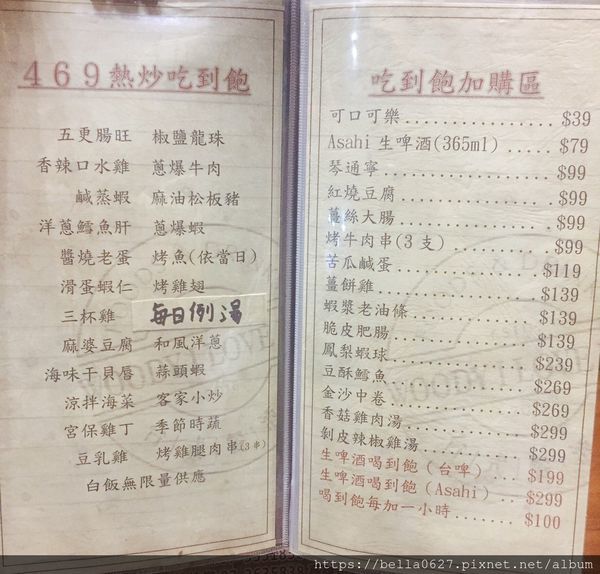 469熱炒吃到飽
五更腸旺 椒鹽龍珠
香辣口水雞 蔥爆牛肉
鹹蒸蝦 麻油松板豬
洋蔥鱈魚肝 蔥爆蝦
醬燒老蛋 烤魚(依當日)
滑蛋蝦仁 烤雞翅
三杯雞 每日例湯
麻婆豆腐 和風洋蔥
海味干貝唇 蒜頭蝦
涼拌海菜 客家小炒
宮保雞丁 季節時蔬
豆乳雞 烤雞腿肉串(3串)
白飯無限量供應
吃到飽加購區
可口可樂................$39
Asahi生啤酒(365ml)......$79
琴通寧..................$99
紅燒豆腐................$99
蔥絲大腸................$99
烤牛肉串(3支)...........$99
苦瓜鹹蛋................$119
薑餅雞..................$139
蝦漿老油條..............$139
脆皮肥腸................$139
鳳梨蝦球................$239
豆酥鱈魚................$269
金沙中卷................$269
香菇雞肉湯..............$299
剝皮辣椒雞湯............$299
生啤酒喝到飽(台啤).....$199
生啤酒喝到飽(Asahi)....$299
喝到飽每加一小時.......$100
https://bella0627.pixnet.net/album